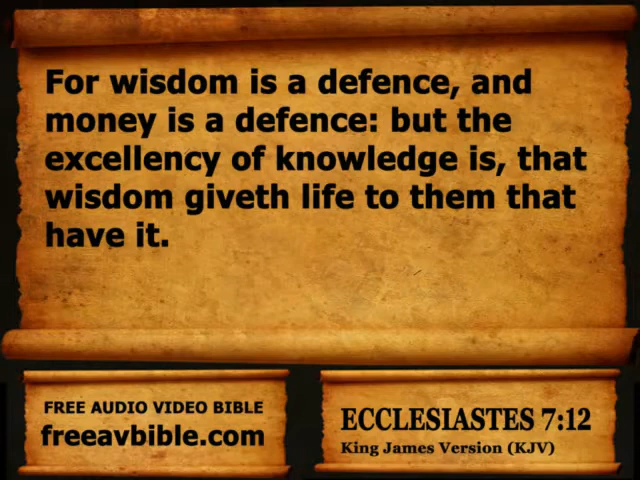 For wisdom is a defence, and
money is a defence: but the
excellency of knowledge is, that
wisdom giveth life to them that
have it.
FREE AUDIO VIDEO BIBLE
freeavbible.com
ECCLESIASTES 7:12
King James Version (KJV)